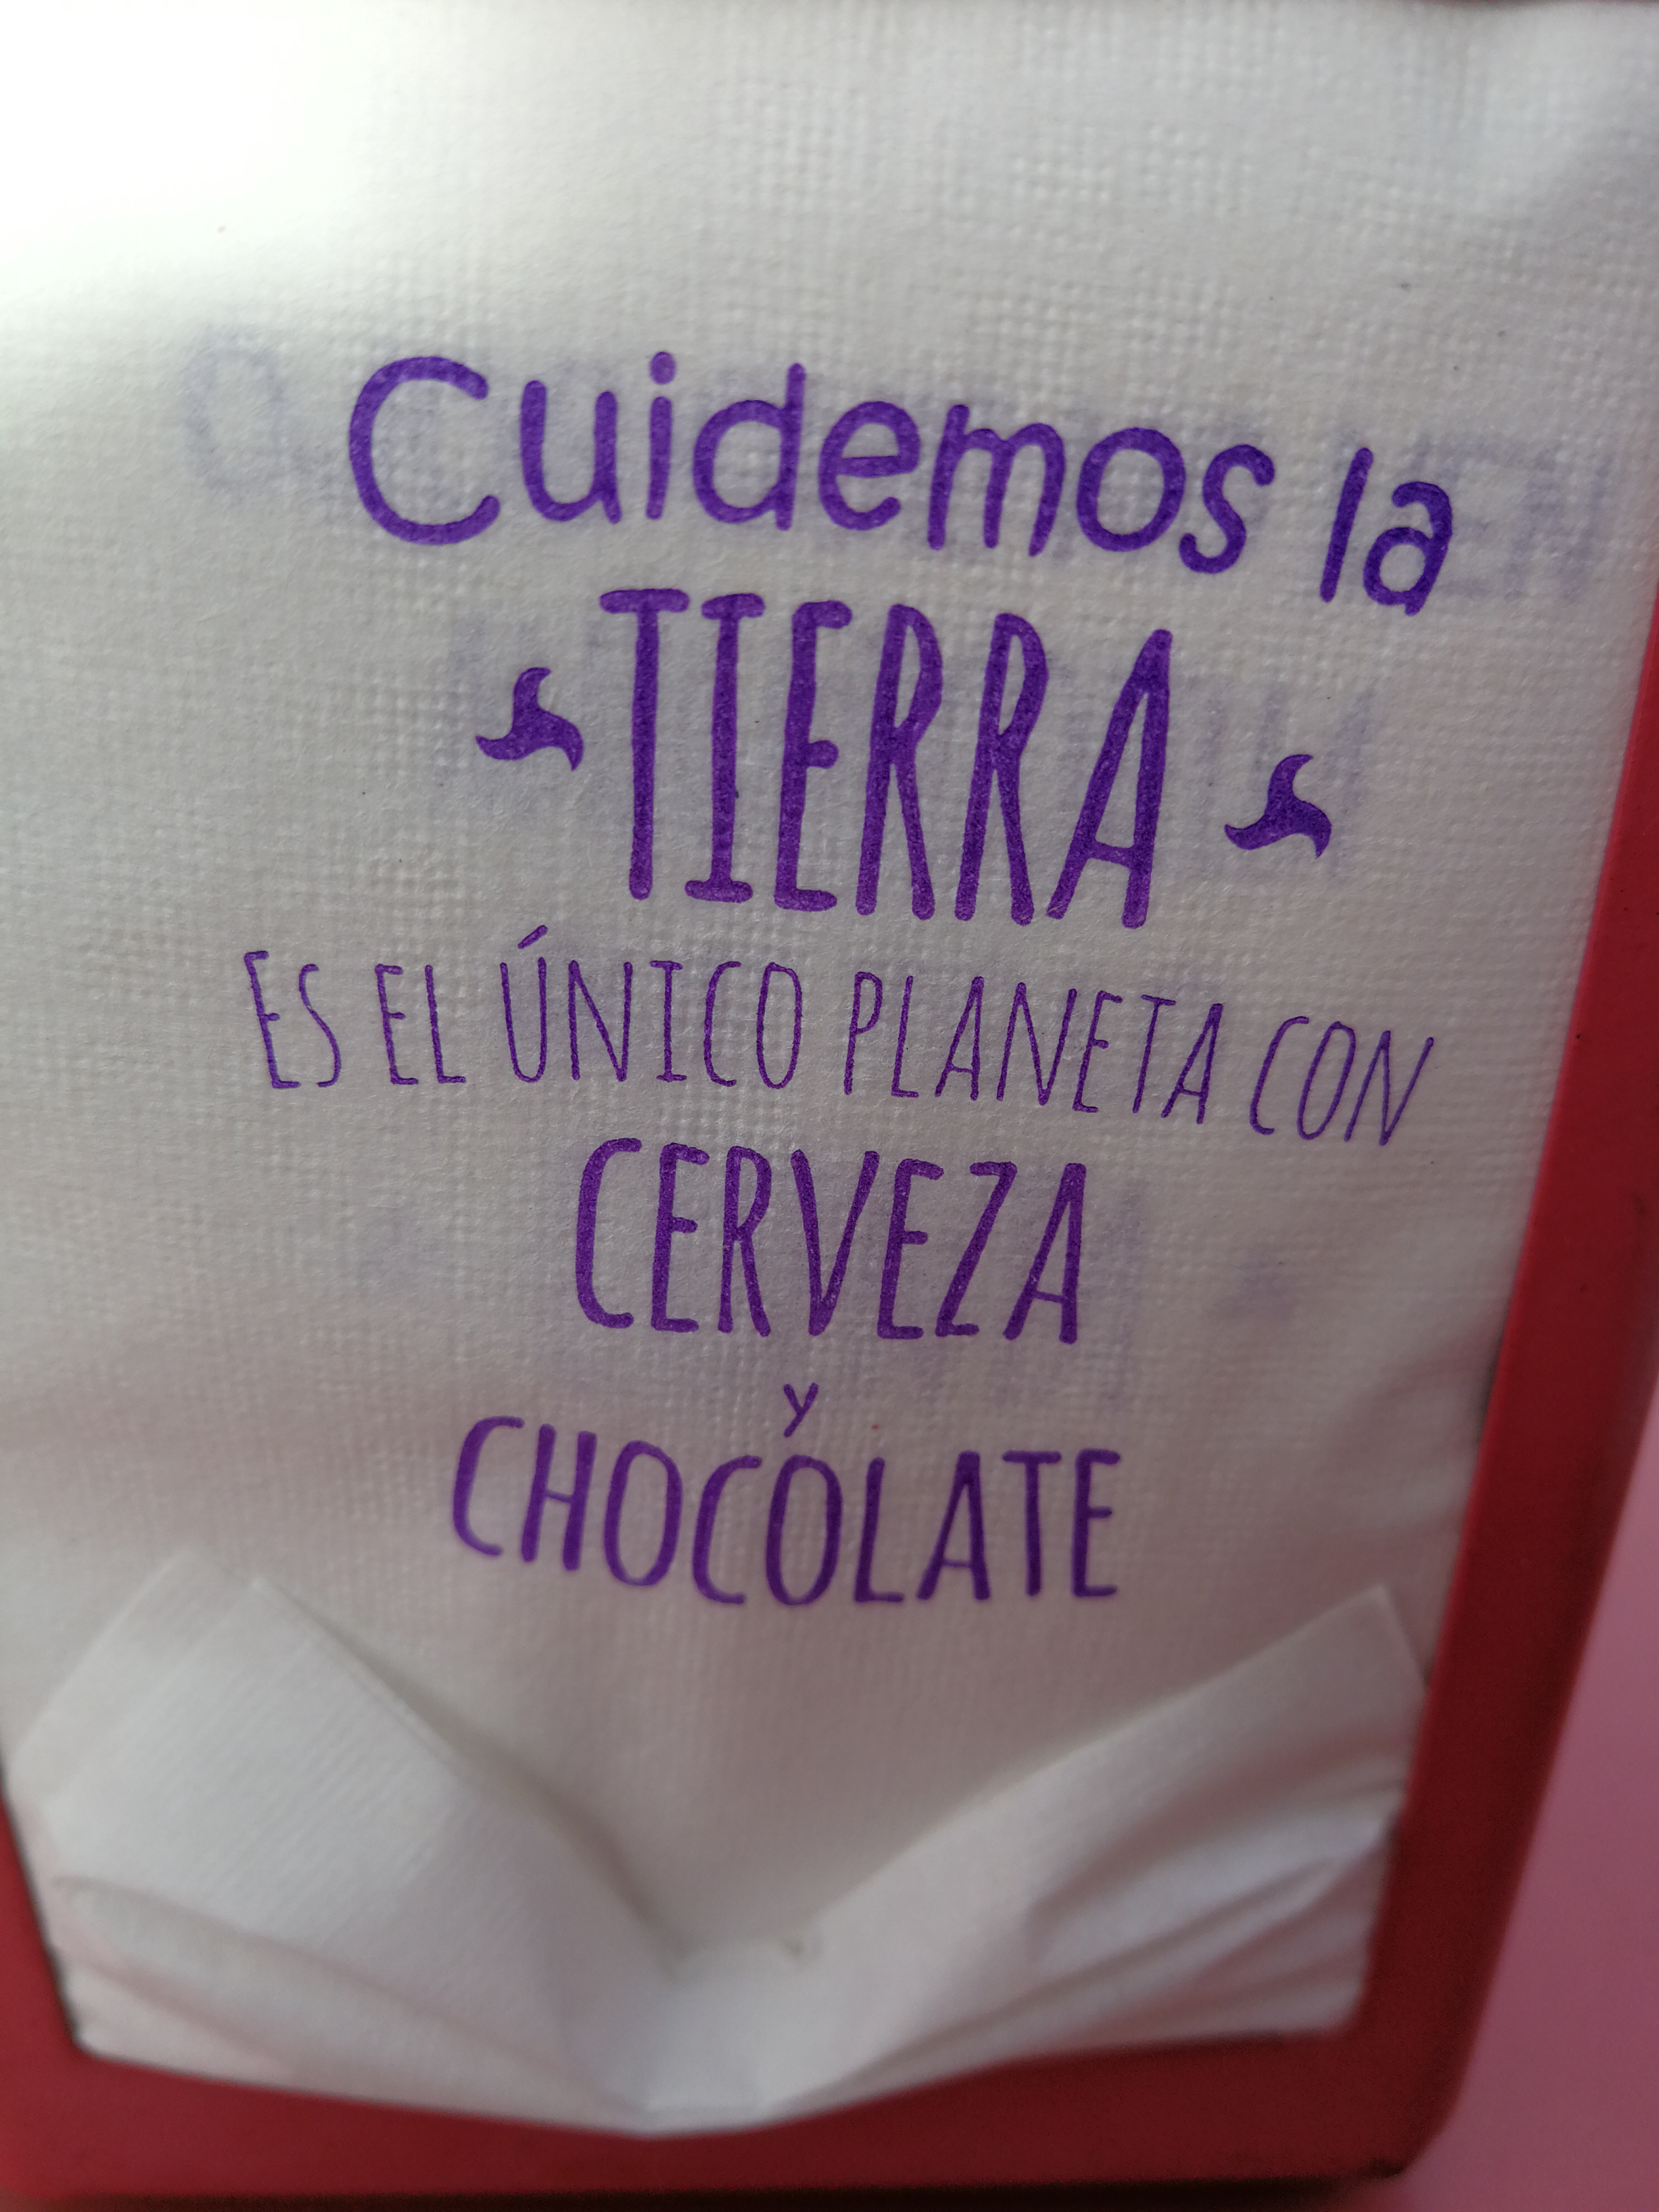 Cuidemos la
TIERRA
ES EL ÚNICO PLANETA CON
CERVEZA
y
CHOCOLATE